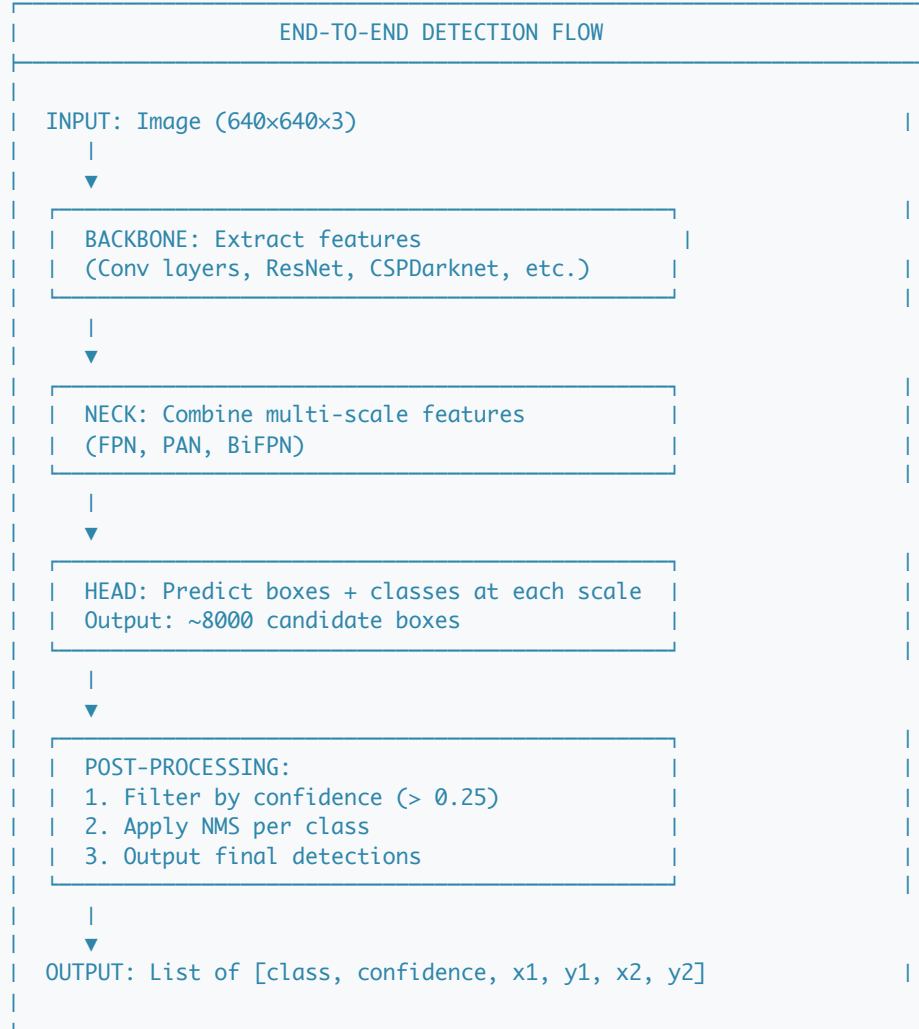 END-TO-END DETECTION FLOW
INPUT: Image (640×640×3)
BACKBONE: Extract features
(Conv layers, ResNet, CSPDarknet, etc.)
NECK: Combine multi-scale features
(FPN, PAN, BiFPN)
HEAD: Predict boxes + classes at each scale
Output: ~8000 candidate boxes
POST-PROCESSING:
1. Filter by confidence (> 0.25)
2. Apply NMS per class
3. Output final detections
OUTPUT: List of [class, confidence, x1, y1, x2, y2]